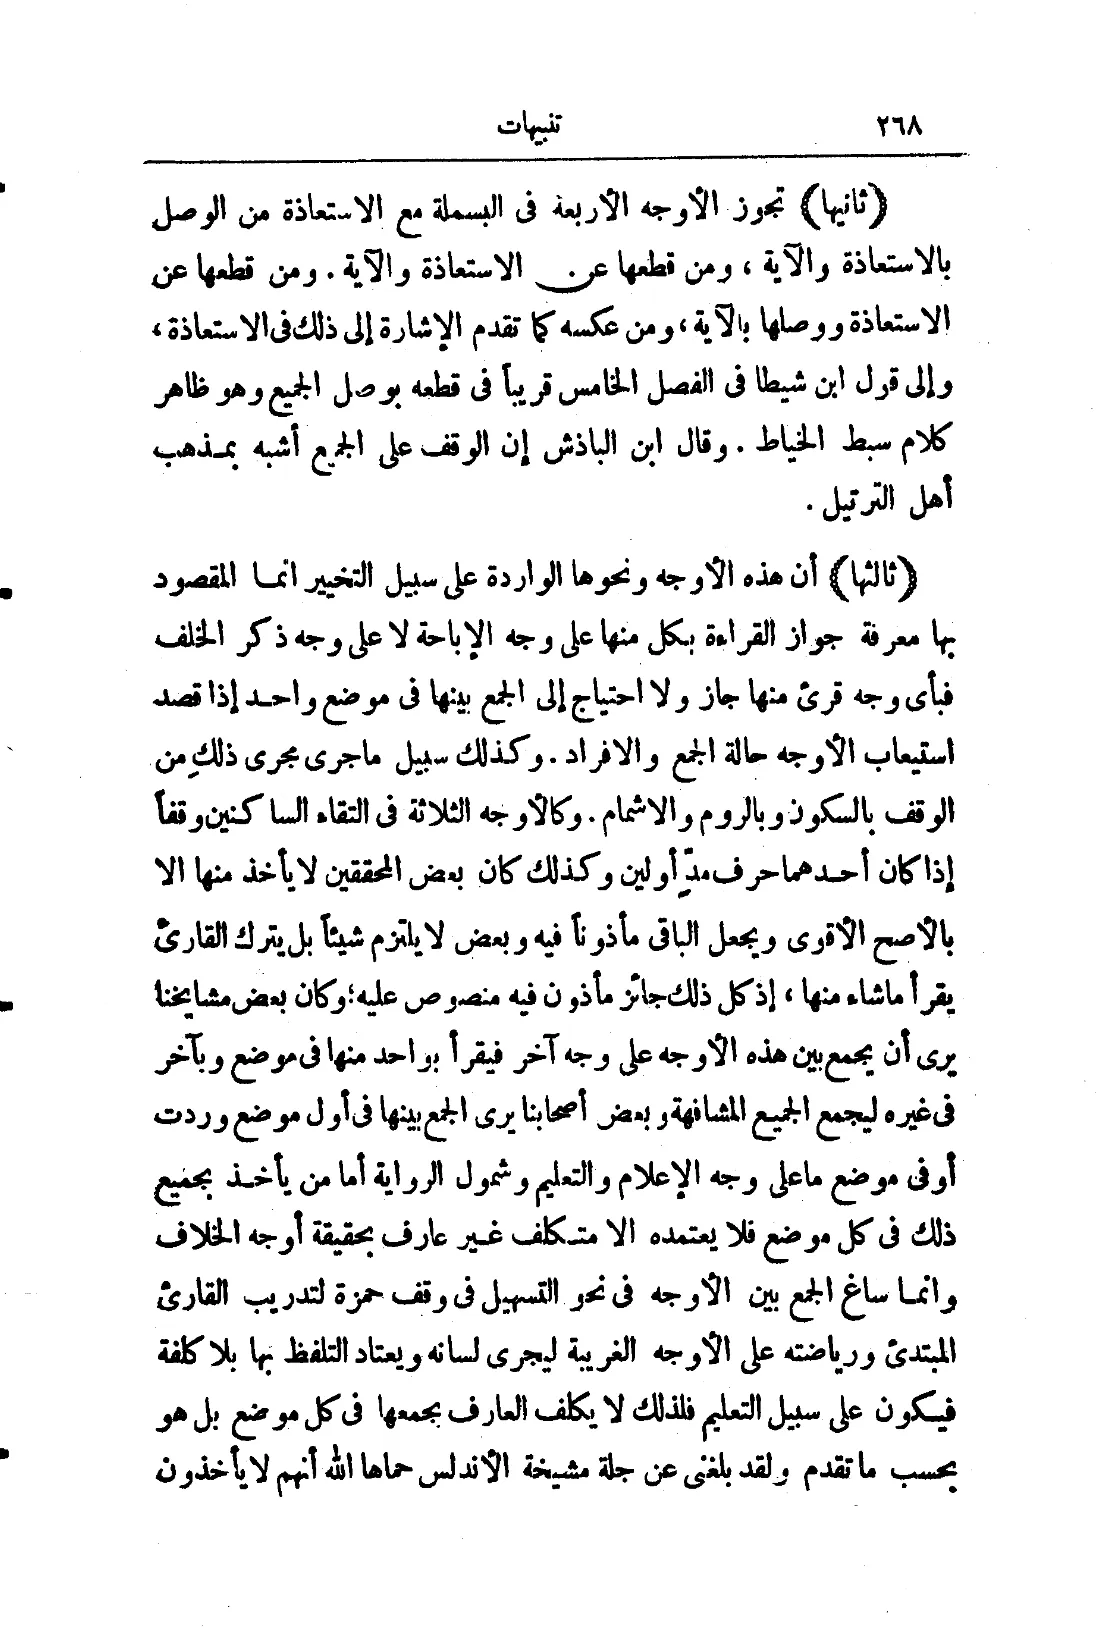 ٢٦٨ تنبيهات
(ثانيها) تجوز الأوجه الأربعة فى البسملة مع الاستعاذة من الوصل
بالاستعاذة والآية ، ومن قطعها عن الاستعاذة والآية . ومن قطعها عن
الاستعاذة ووصلها بالآية ، ومن عكسه كما تقدم الإشارة إلى ذلك فى الاستعاذة ،
وإلى قول ابن شيطا فى الفصل الخامس قريباً فى قطعه بوصل الجميع وهو ظاهر
كلام سبط الخياط . وقال ابن الباذش إن الوقف على الجميع أشبه بمذهب
أهل الترتيل .
(ثالثها) أن هذه الأوجه ونحوها الواردة على سبيل التخيير انما المقصود
بها معرفة جواز القراءة بكل منها على وجه الإباحة لا على وجه ذكر الخلف
فبأى وجه قرئ منها جاز ولا احتياج إلى الجمع بينها فى موضع واحد إذا قصد
استيعاب الأوجه حالة الجمع والافراد . وكذلك سبيل ماجرى مجرى ذلك من
الوقف بالسكون وبالروم والاشمام . وكالأوجه الثلاثة فى التقاء الساكنين وقفاً
إذا كان أحدهما حرف مدّ أو لين وكذلك كان بعض المحققين لا يأخذ منها الا
بالأصح الأقوى ويجعل الباقى مأذوناً فيه وبعض لا يلتزم شيئاً بل يترك القارئ
يقرأ ماشاء منها ، إذ كل ذلك جائز مأذون فيه منصوص عليه؛ وكان بعض مشايخنا
يرى أن يجمع بين هذه الأوجه على وجه آخر فيقرأ بواحد منها فى موضع وبآخر
فى غيره ليجمع الجميع المشافهة وبعض أصحابنا يرى الجمع بينها فى أول موضع وردت
أو فى موضع ما على وجه الإعلام والتعليم وشمول الرواية أما من يأخذ بجميع
ذلك فى كل موضع فلا يعتمده الا متكلف غير عارف بحقيقة أوجه الخلاف
وانما ساغ الجمع بين الأوجه فى نحو التسهيل فى وقف حمزة لتدريب القارئ
المبتدئ ورياضته على الأوجه الغريبة ليجرى لسانه ويعتاد التلفظ بها بلا كلفة
فيكون على سبيل التعليم فلذلك لا يكلف العارف بجمعها فى كل موضع بل هو
بحسب ما تقدم ولقد بلغنى عن جلة مشيخة الأندلس حماها الله أنهم لا يأخذون